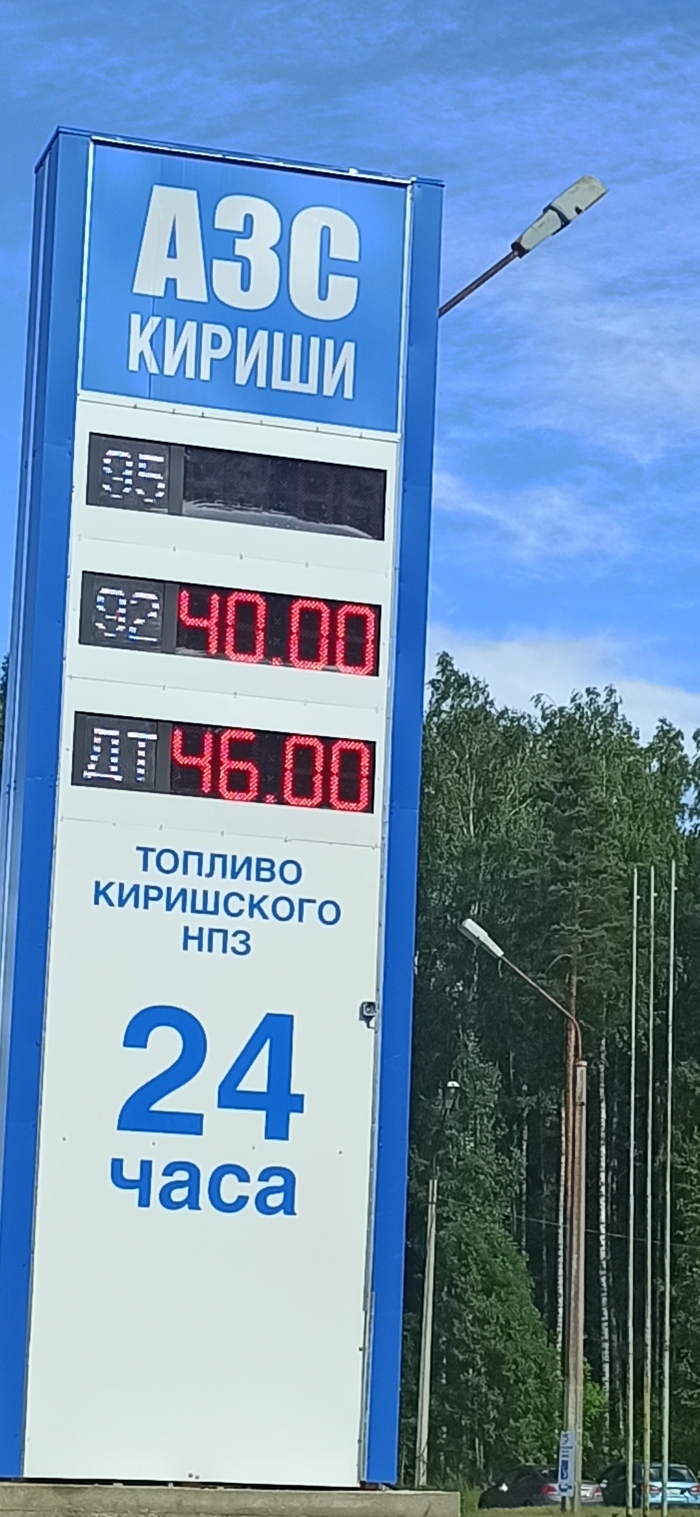 АЗС
КИРИШИ
95
92 40.00
ДТ 46.00
ТОПЛИВО
КИРИШСКОГО
НПЗ
24
часа